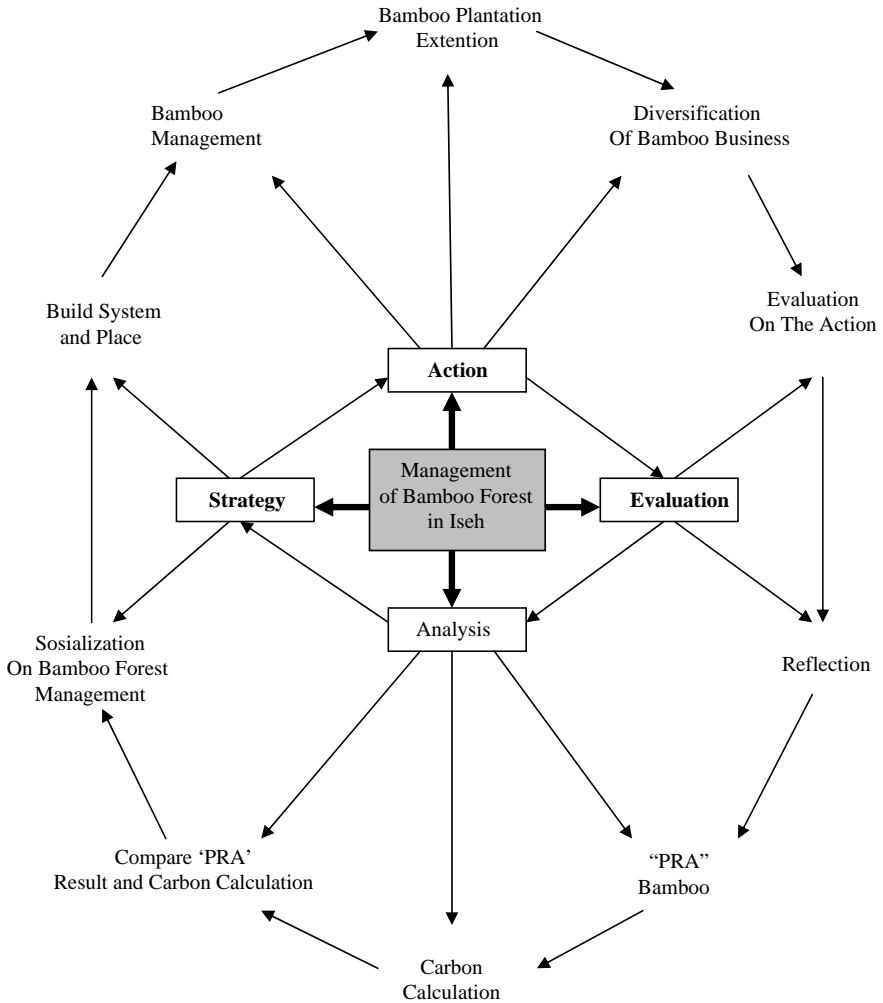 Bamboo Plantation
Extention
Bamboo
Management
Diversification
Of Bamboo Business
Build System
and Place
Evaluation
On The Action
Action
Management
of Bamboo Forest
in Iseh
Strategy
Evaluation
Analysis
Sosialization
On Bamboo Forest
Management
Reflection
Compare ‘PRA’
Result and Carbon Calculation
“PRA”
Bamboo
Carbon
Calculation